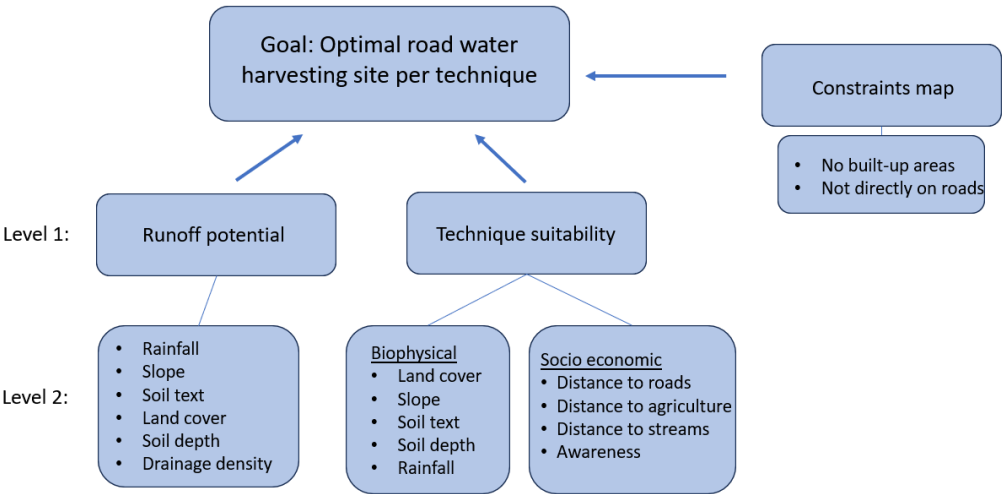 Goal: Optimal road water
harvesting site per technique
Constraints map
• No built-up areas
• Not directly on roads
Level 1:
Runoff potential
Technique suitability
Level 2:
• Rainfall
• Slope
• Soil text
• Land cover
• Soil depth
• Drainage density
Biophysical
• Land cover
• Slope
• Soil text
• Soil depth
• Rainfall
Socio economic
• Distance to roads
• Distance to agriculture
• Distance to streams
• Awareness